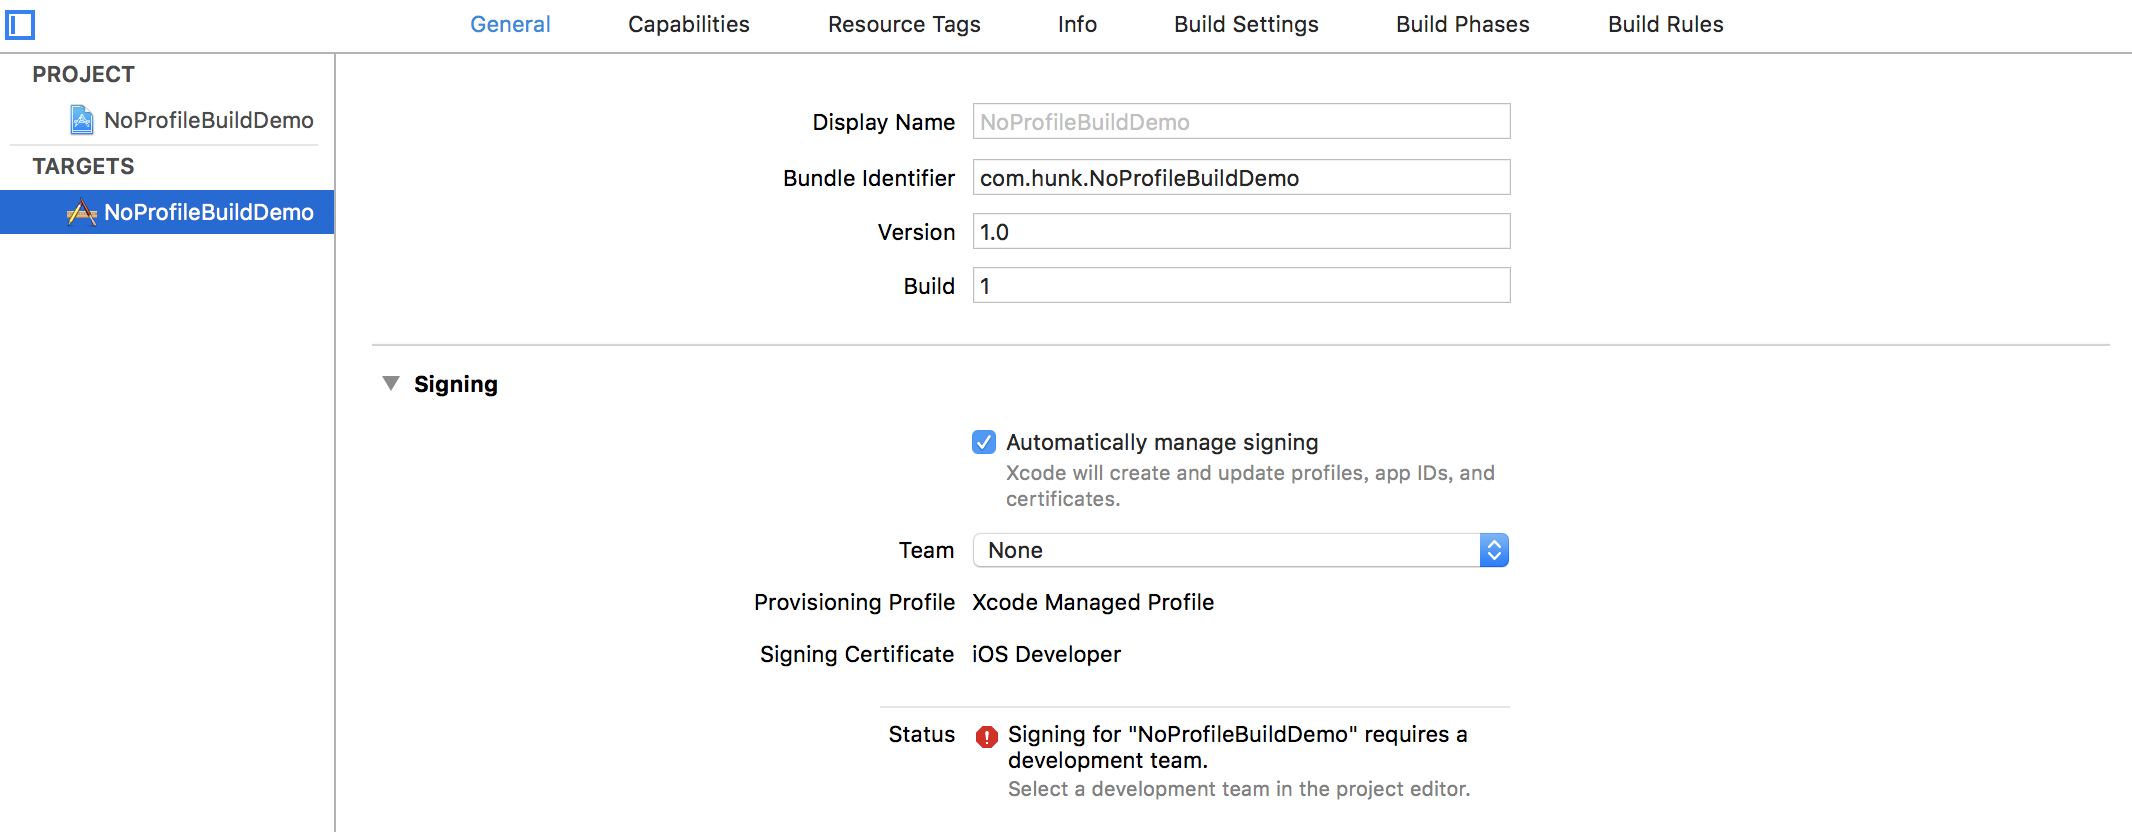 General Capabilities Resource Tags Info Build Settings Build Phases Build Rules
PROJECT
NoProfileBuildDemo
TARGETS
NoProfileBuildDemo
Display Name NoProfileBuildDemo
Bundle Identifier com.hunk.NoProfileBuildDemo
Version 1.0
Build 1
Signing
Automatically manage signing
Xcode will create and update profiles, app IDs, and
certificates.
Team None
Provisioning Profile Xcode Managed Profile
Signing Certificate iOS Developer
Status Signing for "NoProfileBuildDemo" requires a
development team.
Select a development team in the project editor.